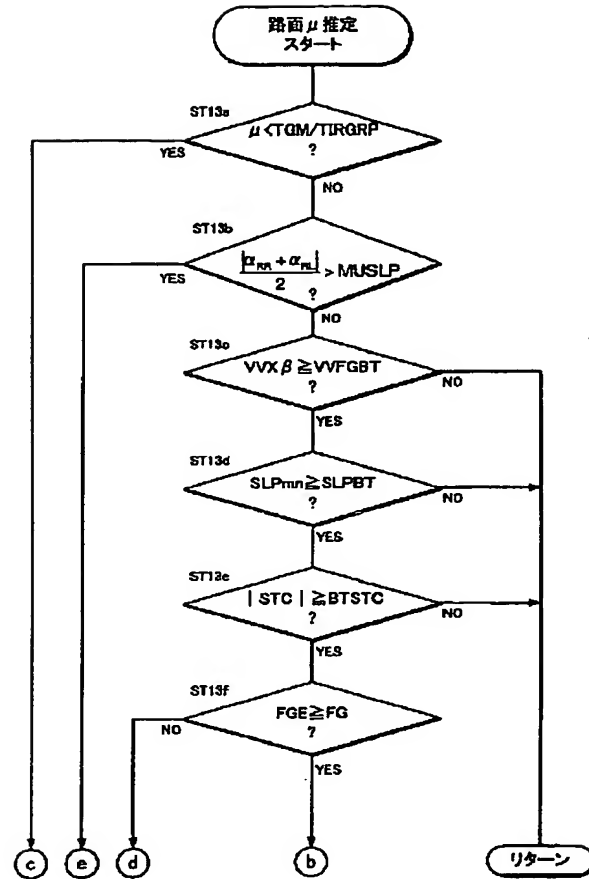 路面μ推定
スタート
ST13a
μ<TGM/TIRGRP
?
YES
NO
ST13b
|αRR + αRL|
2
> MUSLP
?
YES
NO
ST13c
VVXβ≧VVFGBT
?
NO
YES
ST13d
SLPmn≧SLPBT
?
NO
YES
ST13e
| STC | ≧BTSTC
?
NO
YES
ST13f
FGE≧FG
?
NO
YES
c
e
d
b
リターン